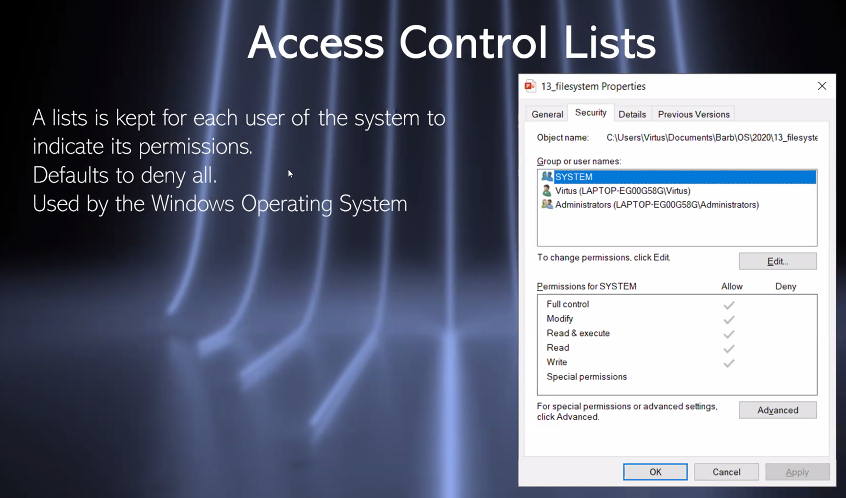 Access Control Lists
A lists is kept for each user of the system to
indicate its permissions.
Defaults to deny all.
Used by the Windows Operating System
13_filesystem Properties
General Security Details Previous Versions
Object name: C:\Users\Virtus\Documents\Barb\OS\2020\13_filesyste
Group or user names:
SYSTEM
Virtus (LAPTOP-EG00G58G\Virtus)
Administrators (LAPTOP-EG00G58G\Administrators)
To change permissions, click Edit.
Edit...
Permissions for SYSTEM Allow Deny
Full control
Modify
Read & execute
Read
Write
Special permissions
For special permissions or advanced settings,
click Advanced.
Advanced
OK Cancel Apply